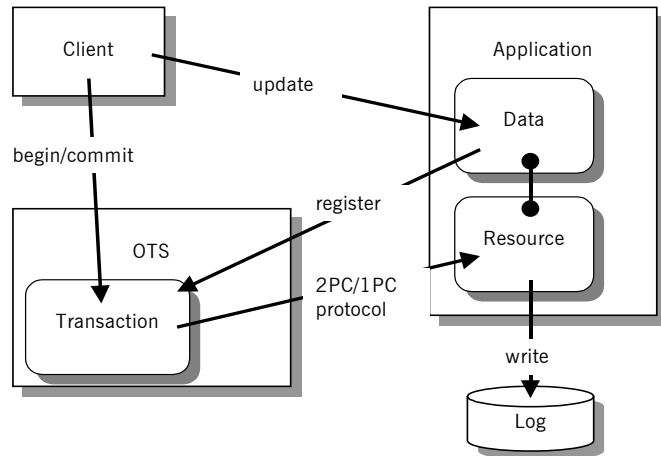 Client
Application
update
Data
begin/commit
register
OTS
Resource
2PC/1PC
protocol
Transaction
write
Log